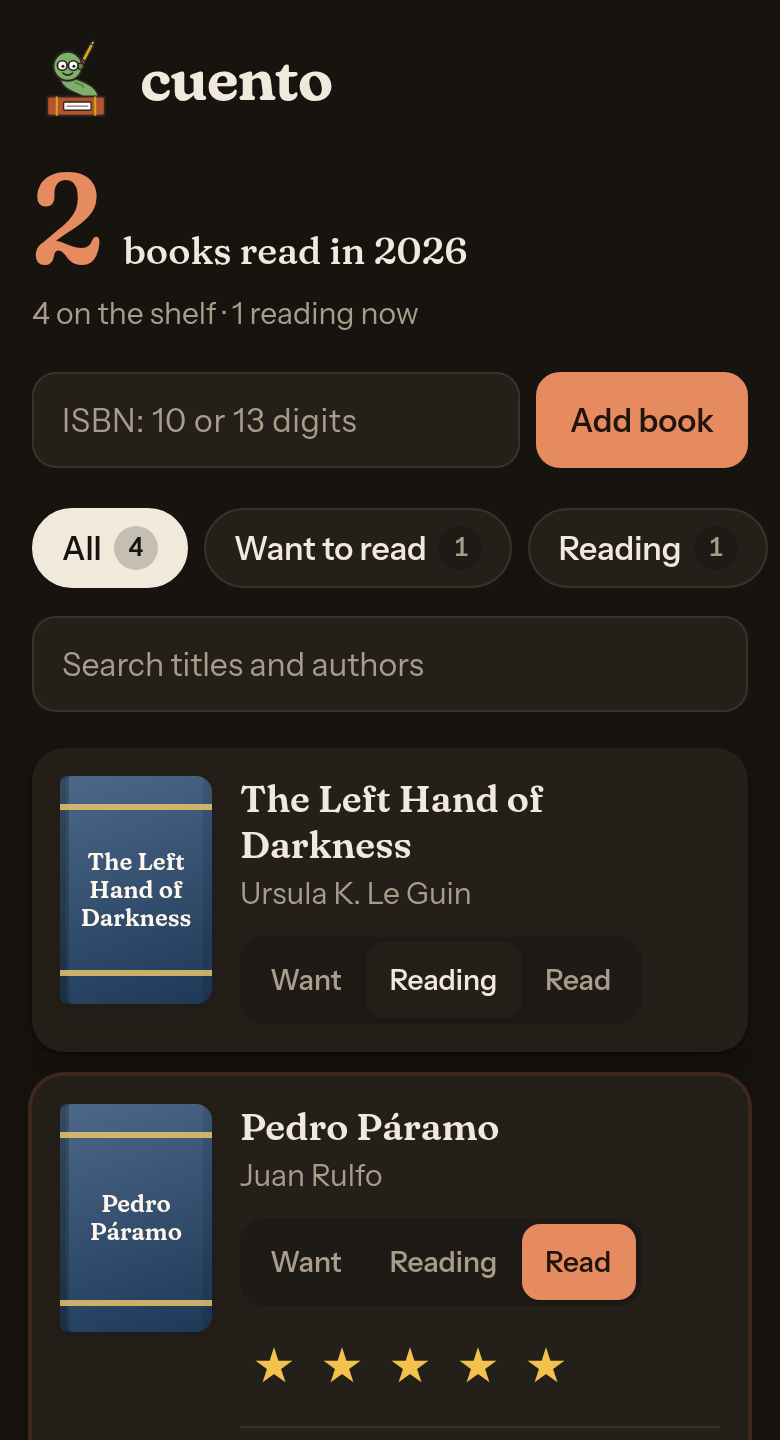 cuento
2 books read in 2026
4 on the shelf · 1 reading now
ISBN: 10 or 13 digits
Add book
All 4
Want to read 1
Reading 1
Search titles and authors
The Left
Hand of
Darkness
The Left Hand of
Darkness
Ursula K. Le Guin
Want Reading Read
Pedro
Páramo
Pedro Páramo
Juan Rulfo
Want Reading Read